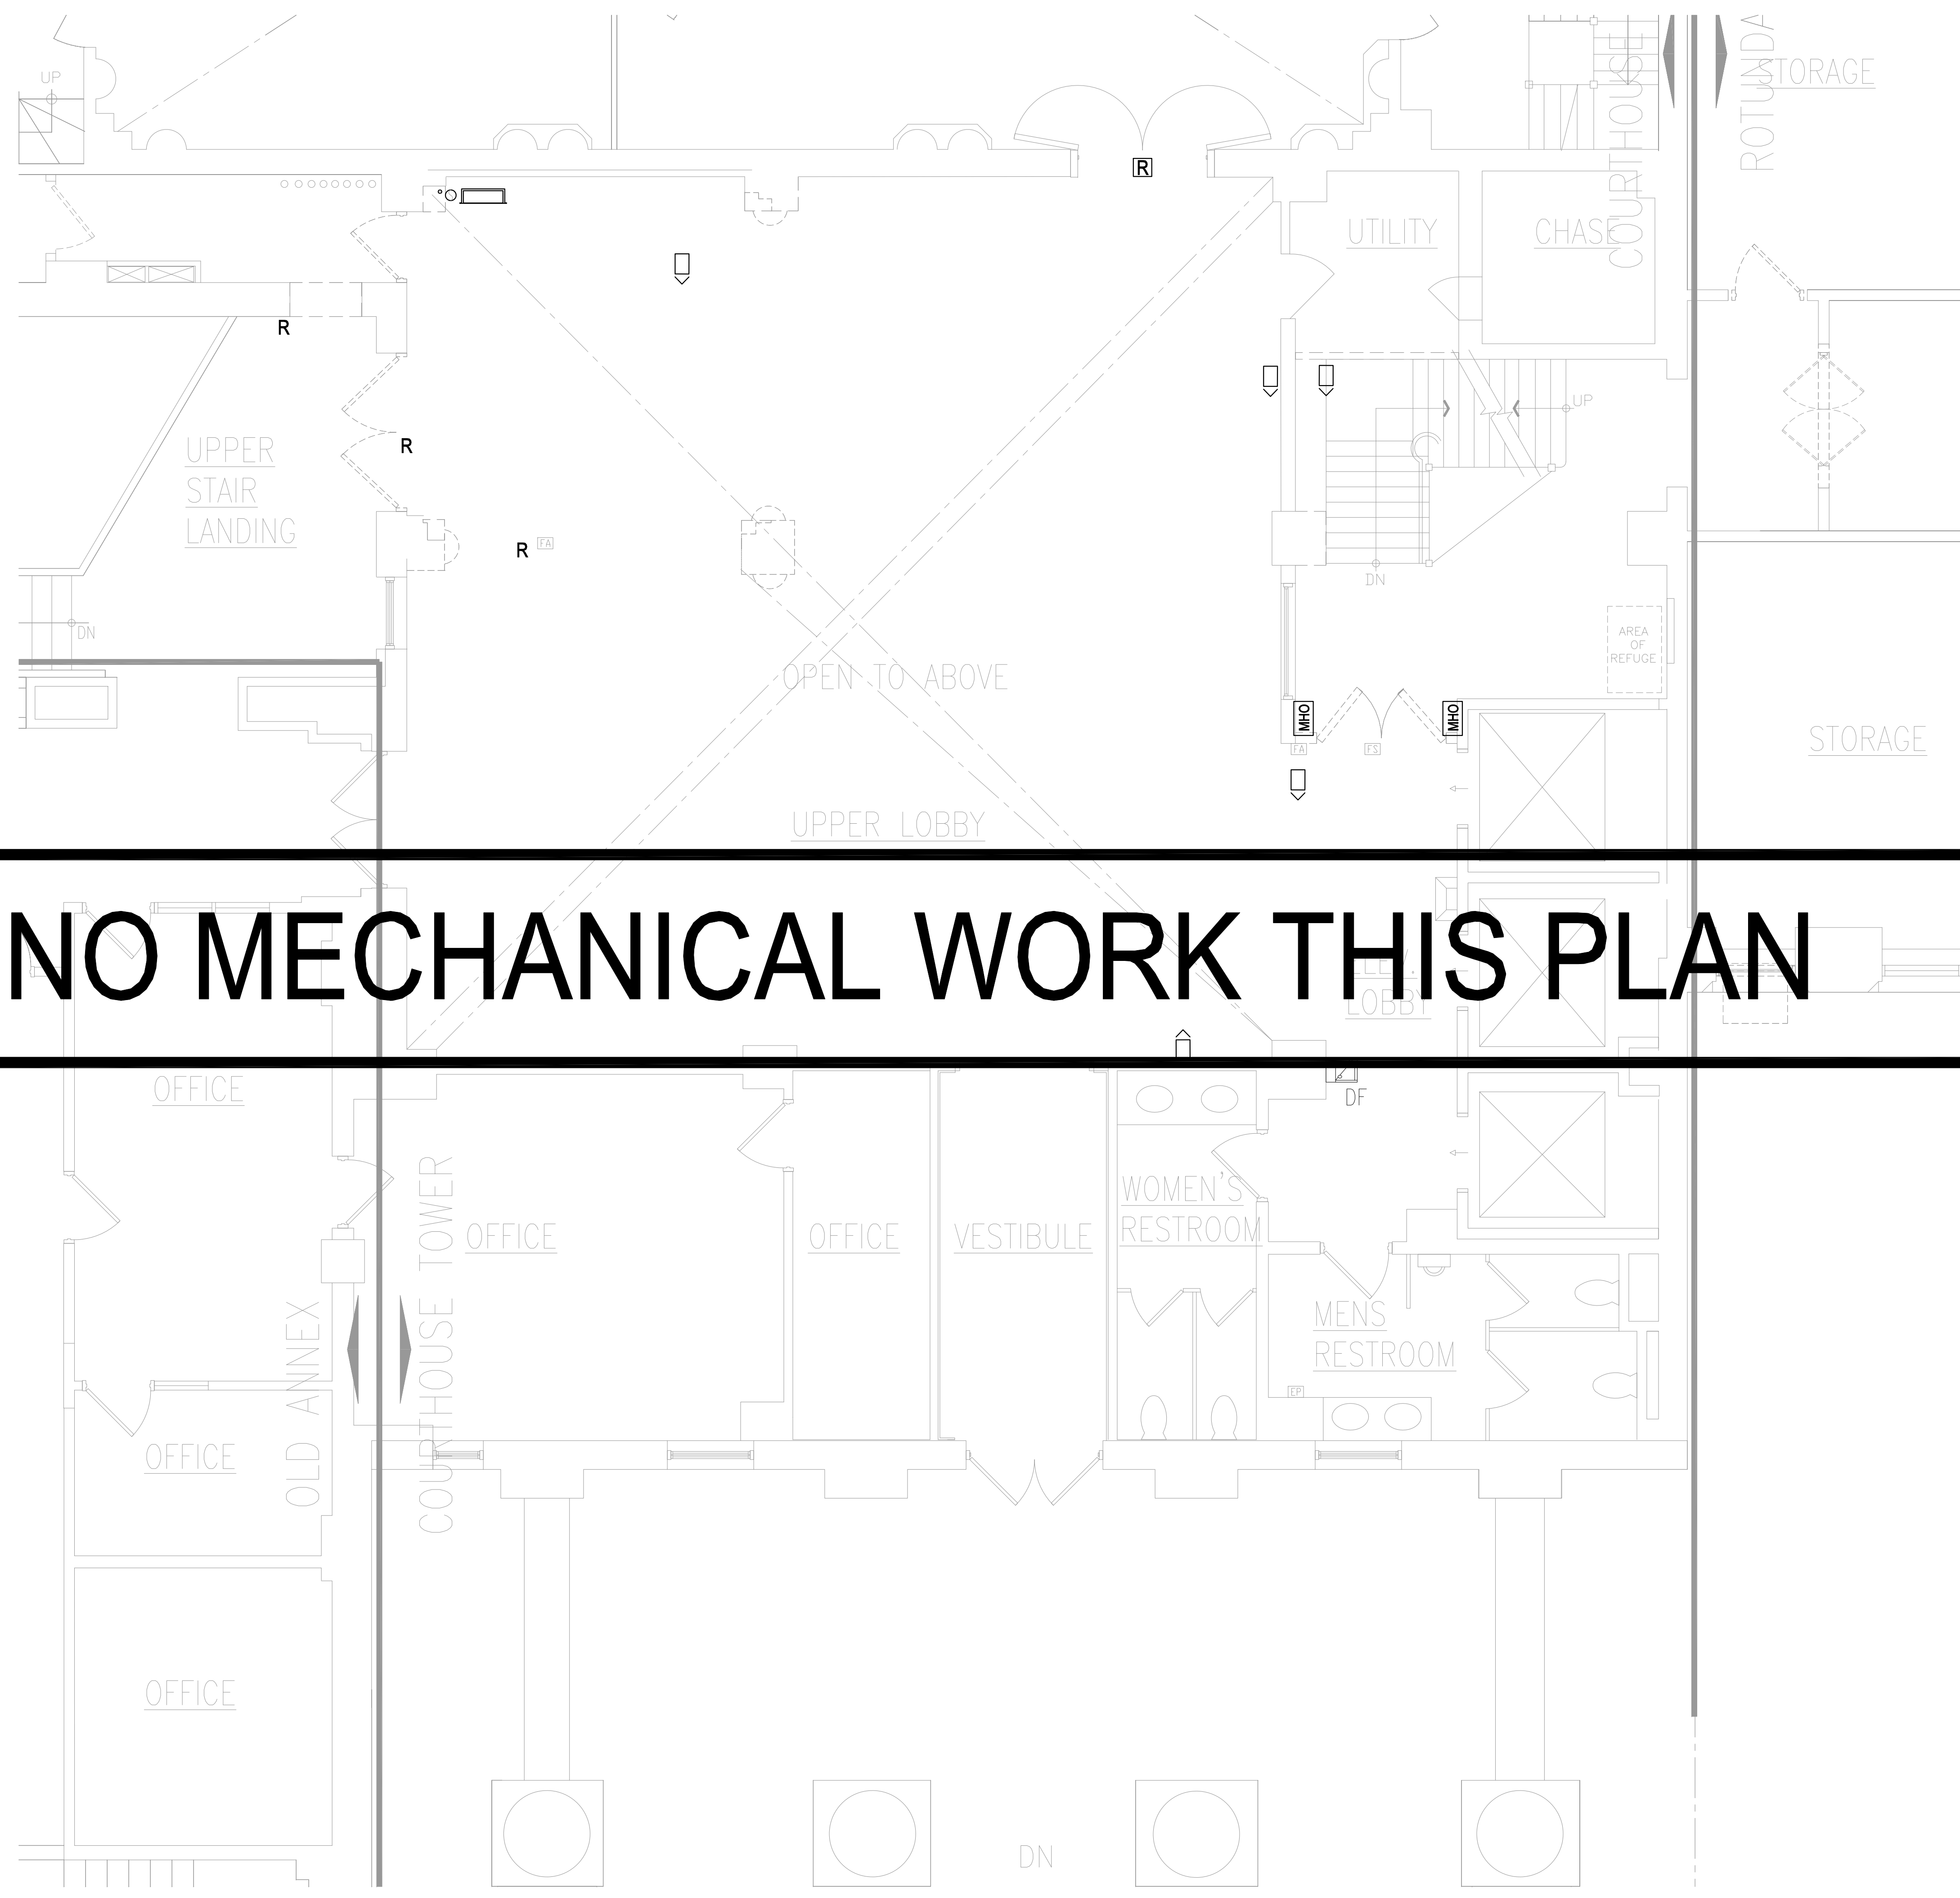 UP
STORAGE
ROTUNDA
COURTHOUSE
R
UTILITY
CHASE
R
UP
R
UPPER
STAIR
LANDING
R
FA
DN
DN
AREA
OF
REFUGE
OPEN TO ABOVE
MHO
MHO
FA
FS
STORAGE
UPPER LOBBY
NO MECHANICAL WORK THIS PLAN
ELEV.
LOBBY
OFFICE
DF
WOMEN'S
RESTROOM
OFFICE
OFFICE
VESTIBULE
MENS
RESTROOM
EP
OLD ANNEX
COURTHOUSE TOWER
OFFICE
OFFICE
DN